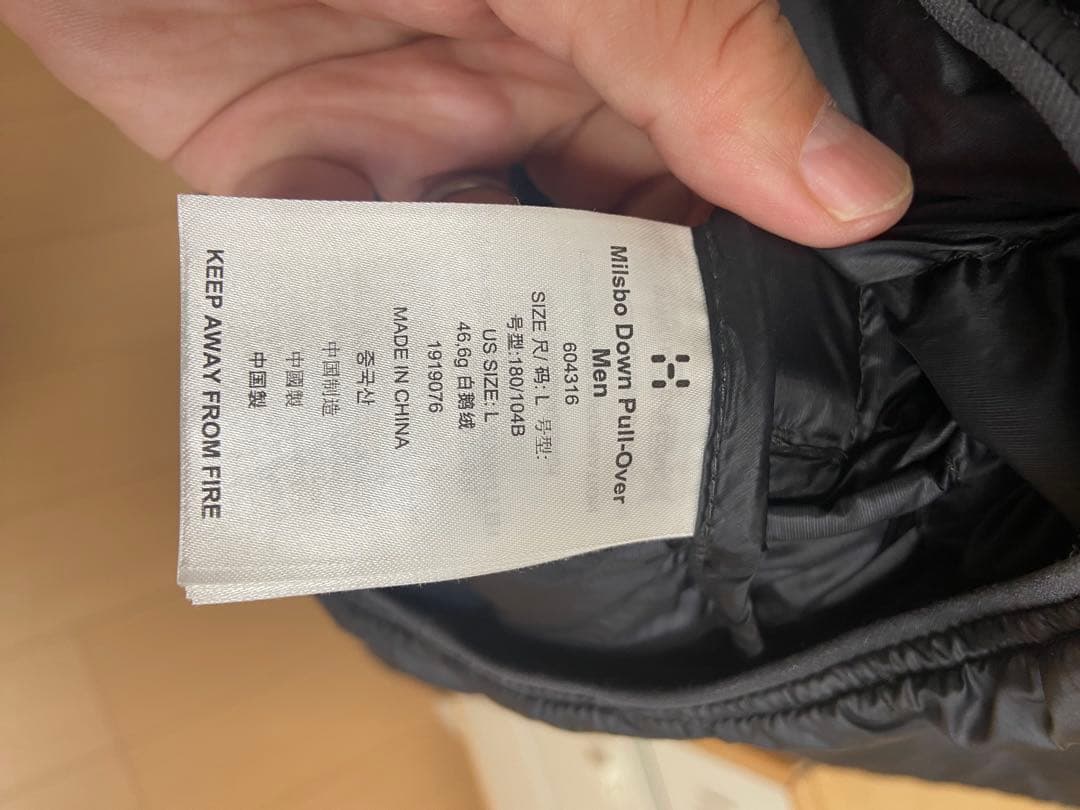 Milsbo Down Pull-Over
Men
604316
SIZE 尺/ 码: L 号型:
号型:180/104B
US SIZE: L
46.6g 白鹅绒
1919076
MADE IN CHINA
중국산
中国制造
中國製
中国製
KEEP AWAY FROM FIRE